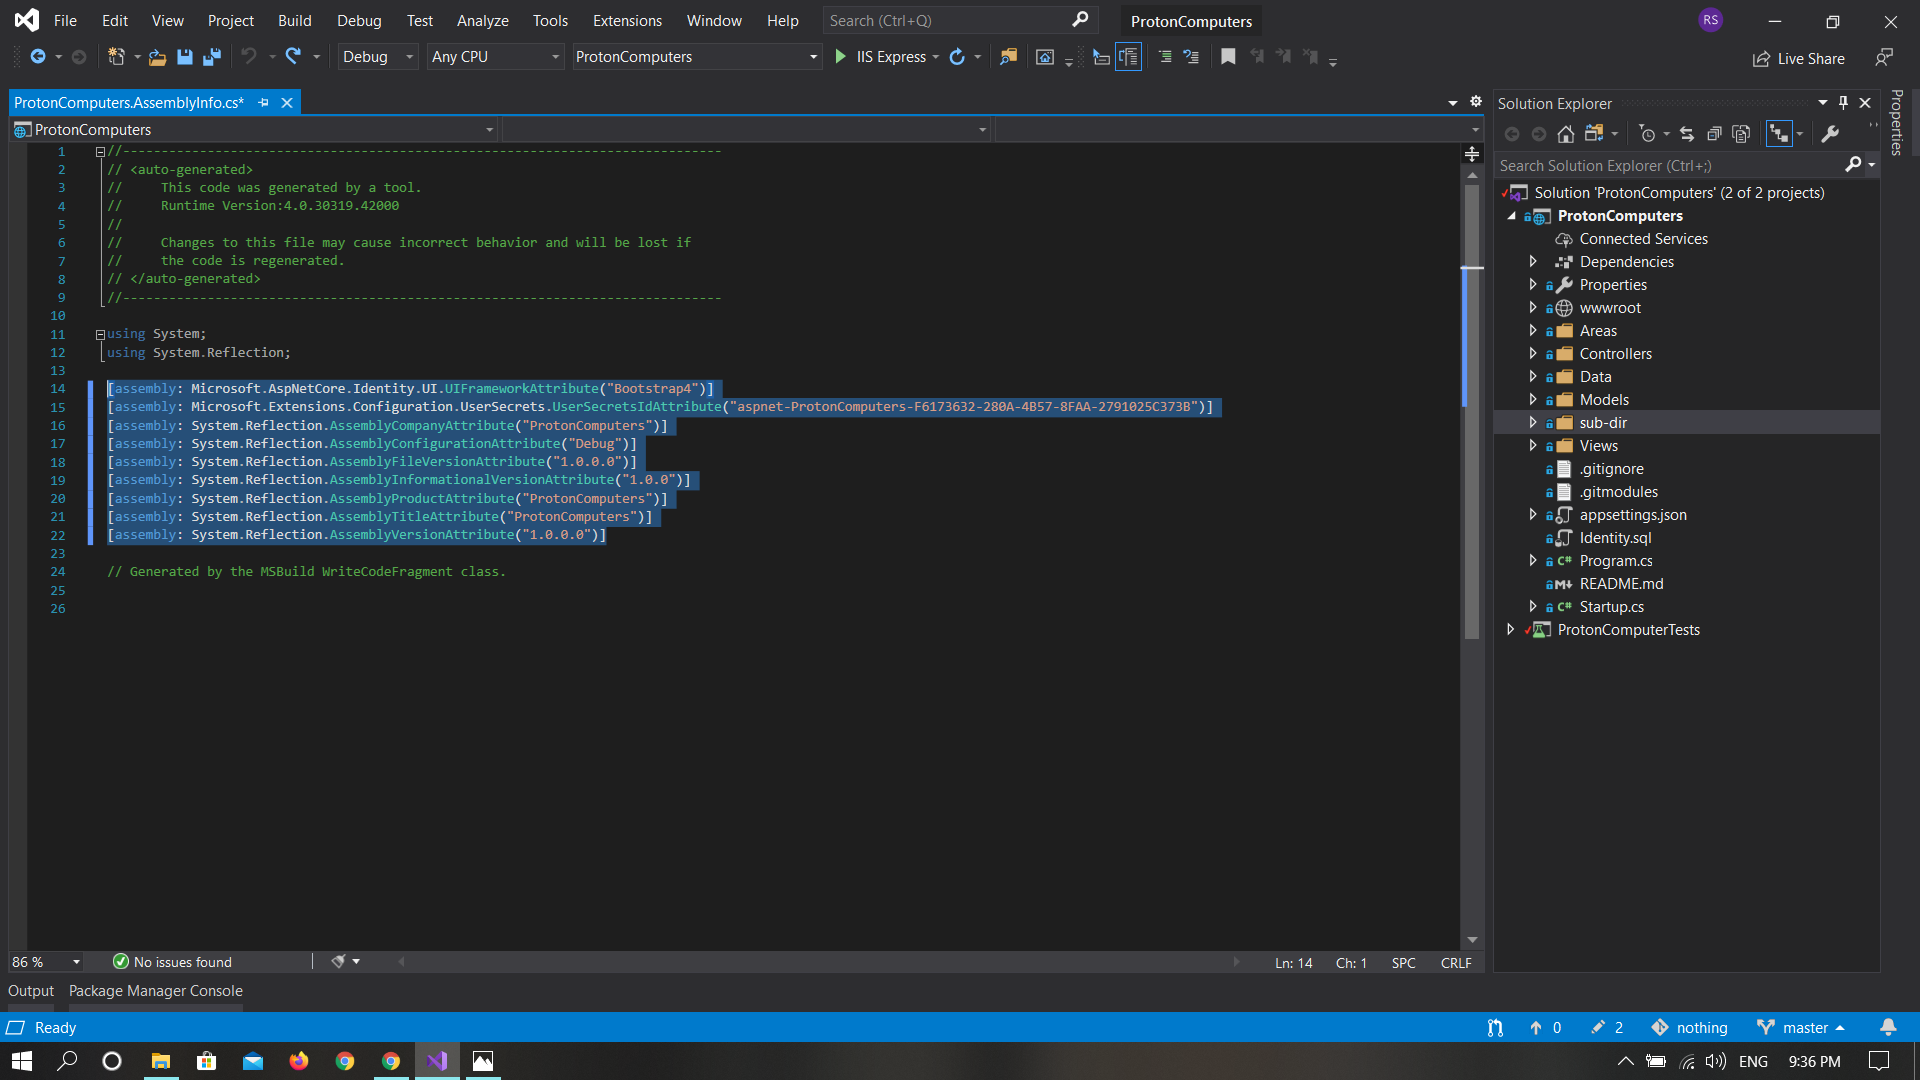 File Edit View Project Build Debug Test Analyze Tools Extensions Window Help Search (Ctrl+Q) ProtonComputers RS
Debug Any CPU ProtonComputers IIS Express Live Share
ProtonComputers.AssemblyInfo.cs*
ProtonComputers
1 //------------------------------------------------------------------------------
2 // <auto-generated>
3 //     This code was generated by a tool.
4 //     Runtime Version:4.0.30319.42000
5 //
6 //     Changes to this file may cause incorrect behavior and will be lost if
7 //     the code is regenerated.
8 // </auto-generated>
9 //------------------------------------------------------------------------------
10
11 using System;
12 using System.Reflection;
13
14 [assembly: Microsoft.AspNetCore.Identity.UI.UIFrameworkAttribute("Bootstrap4")]
15 [assembly: Microsoft.Extensions.Configuration.UserSecrets.UserSecretsIdAttribute("aspnet-ProtonComputers-F6173632-280A-4B57-8FAA-2791025C373B")]
16 [assembly: System.Reflection.AssemblyCompanyAttribute("ProtonComputers")]
17 [assembly: System.Reflection.AssemblyConfigurationAttribute("Debug")]
18 [assembly: System.Reflection.AssemblyFileVersionAttribute("1.0.0.0")]
19 [assembly: System.Reflection.AssemblyInformationalVersionAttribute("1.0.0")]
20 [assembly: System.Reflection.AssemblyProductAttribute("ProtonComputers")]
21 [assembly: System.Reflection.AssemblyTitleAttribute("ProtonComputers")]
22 [assembly: System.Reflection.AssemblyVersionAttribute("1.0.0.0")]
23
24 // Generated by the MSBuild WriteCodeFragment class.
25
26
86 % No issues found Ln: 14 Ch: 1 SPC CRLF
Solution Explorer
Search Solution Explorer (Ctrl+;)
Solution 'ProtonComputers' (2 of 2 projects)
ProtonComputers
Connected Services
Dependencies
Properties
wwwroot
Areas
Controllers
Data
Models
sub-dir
Views
.gitignore
.gitmodules
appsettings.json
Identity.sql
C# Program.cs
README.md
C# Startup.cs
ProtonComputerTests
Properties
Output Package Manager Console
Ready 0 2 nothing master
ENG 9:36 PM